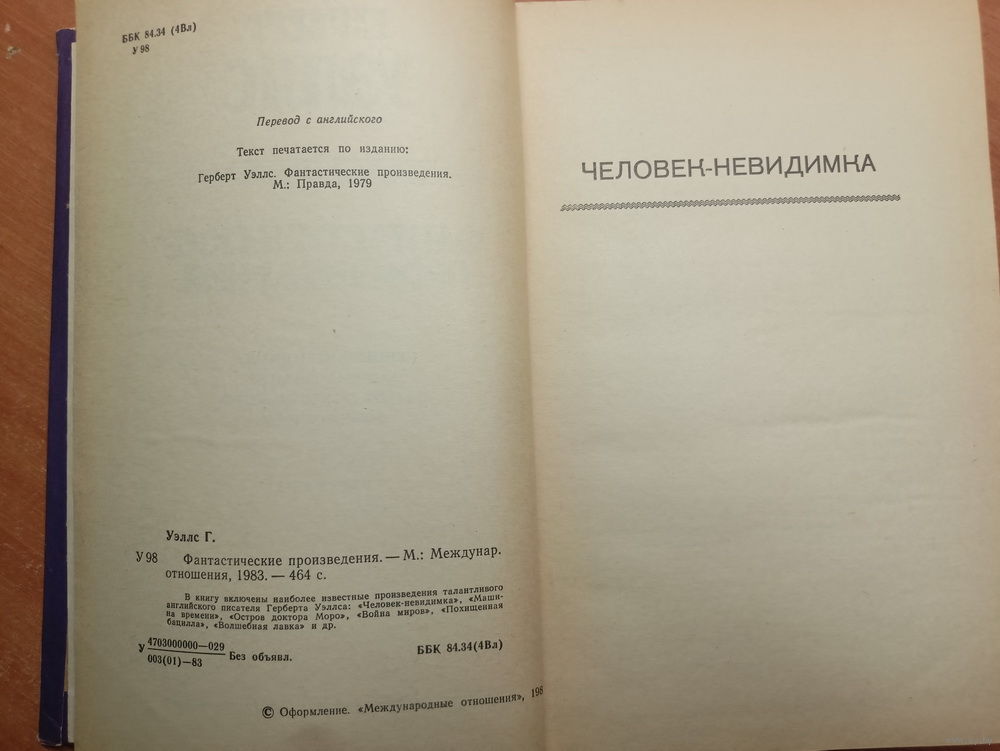 ББК 84.34 (4Вл)
У 98
Перевод с английского
Текст печатается по изданию:
Герберт Уэллс. Фантастические произведения.
М.: Правда, 1979
Уэллс Г.
У98 Фантастические произведения. — М.: Междунар.
отношения, 1983. — 464 с.
В книгу включены наиболее известные произведения талантливого
английского писателя Герберта Уэллса: «Человек-невидимка», «Маши-
на времени», «Остров доктора Моро», «Война миров», «Похищенная
бацилла», «Волшебная лавка» и др.
У 4703000000—029
003(01)—83
Без объявл.
ББК 84.34(4Вл)
© Оформление. «Международные отношения», 198
ЧЕЛОВЕК-НЕВИДИМКА